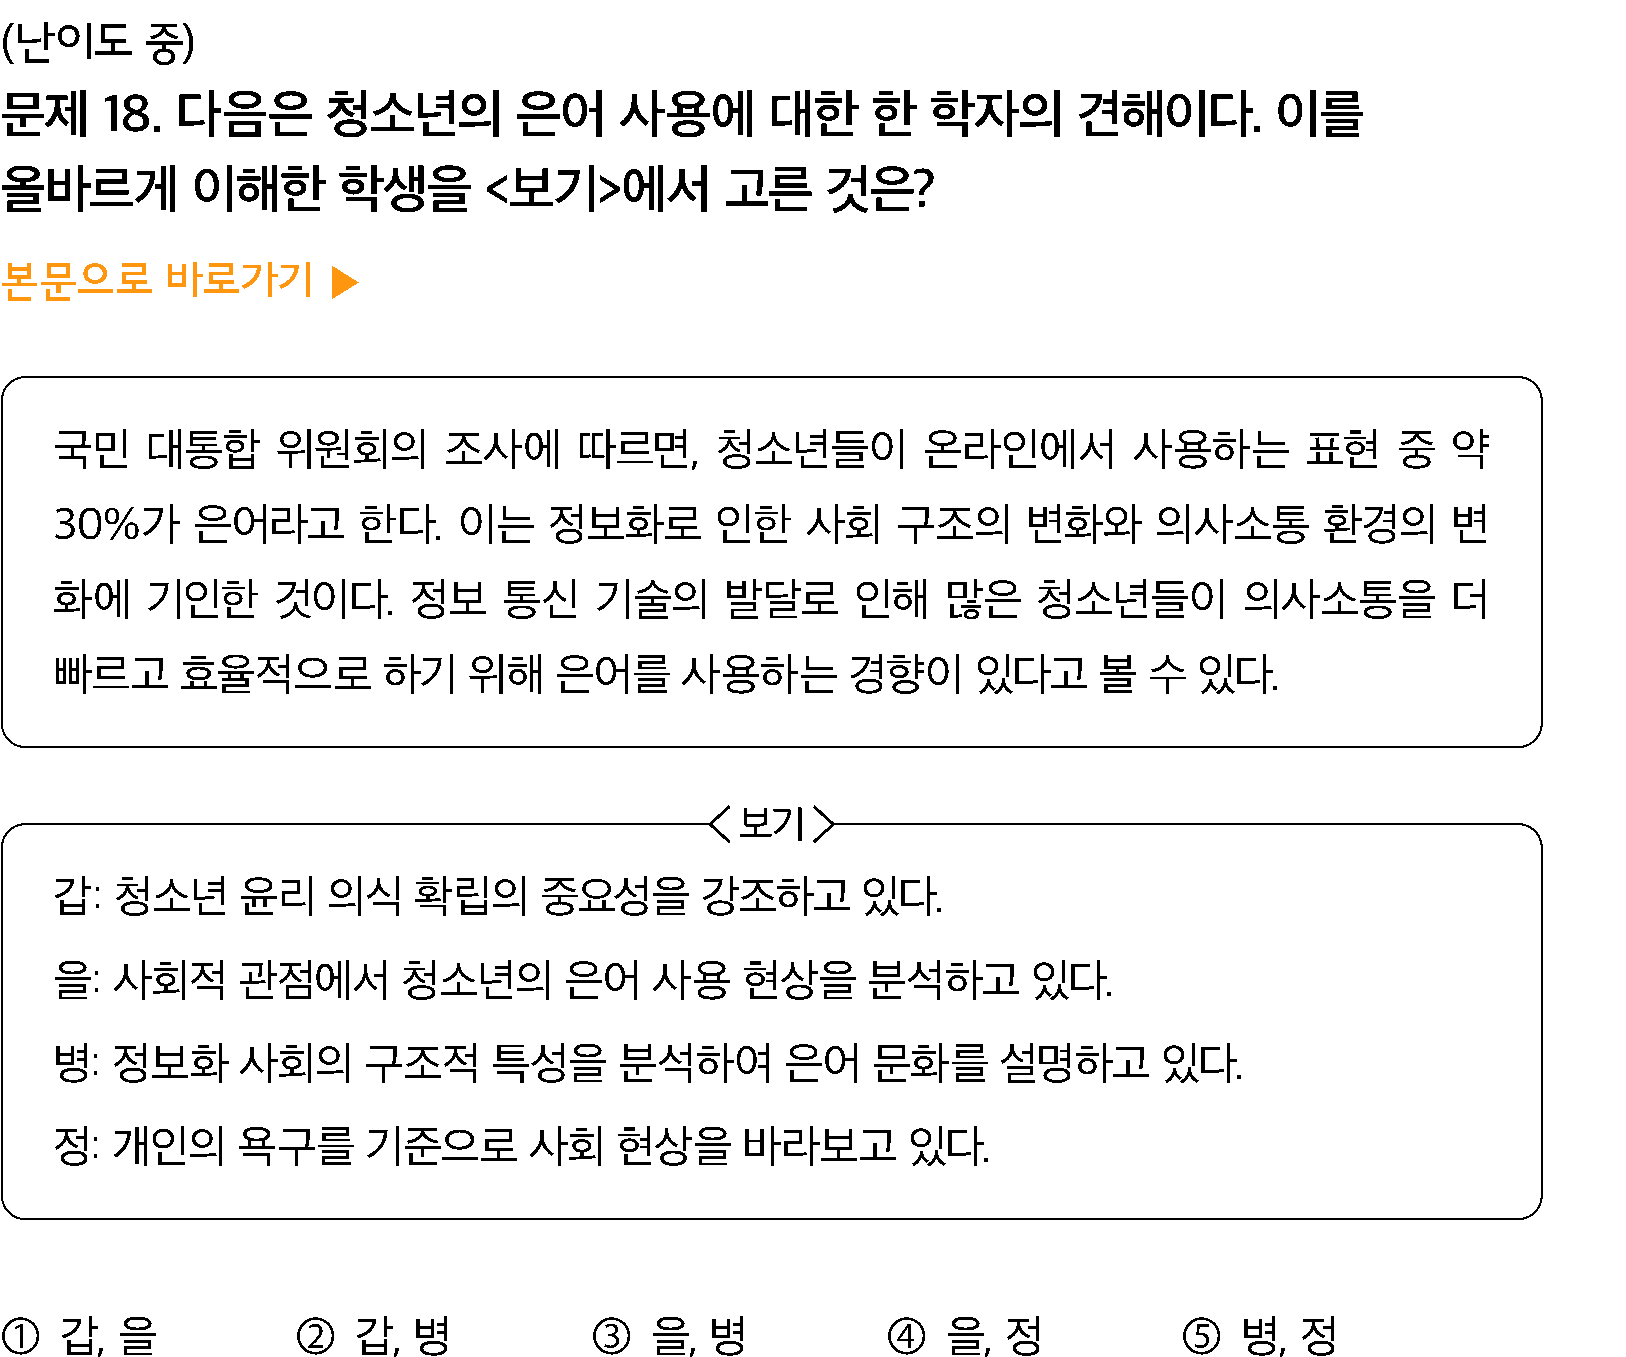 (난이도 중)
문제 18. 다음은 청소년의 은어 사용에 대한 한 학자의 견해이다. 이를
올바르게 이해한 학생을 <보기>에서 고른 것은?
본문으로 바로가기 ▶
국민 대통합 위원회의 조사에 따르면, 청소년들이 온라인에서 사용하는 표현 중 약
30%가 은어라고 한다. 이는 정보화로 인한 사회 구조의 변화와 의사소통 환경의 변
화에 기인한 것이다. 정보 통신 기술의 발달로 인해 많은 청소년들이 의사소통을 더
빠르고 효율적으로 하기 위해 은어를 사용하는 경향이 있다고 볼 수 있다.
<보기>
갑: 청소년 윤리 의식 확립의 중요성을 강조하고 있다.
을: 사회적 관점에서 청소년의 은어 사용 현상을 분석하고 있다.
병: 정보화 사회의 구조적 특성을 분석하여 은어 문화를 설명하고 있다.
정: 개인의 욕구를 기준으로 사회 현상을 바라보고 있다.
① 갑, 을 ② 갑, 병 ③ 을, 병 ④ 을, 정 ⑤ 병, 정